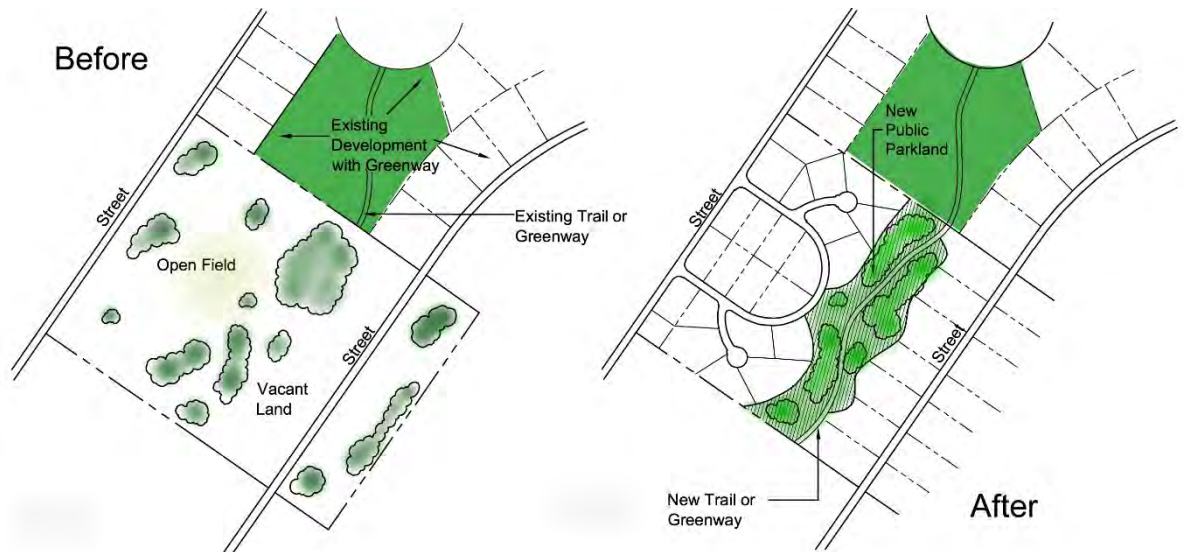 Before
Existing
Development
with Greenway
Street
Existing Trail or
Greenway
Open Field
Street
Vacant
Land
New
Public
Parkland
Street
Street
New Trail or
Greenway
After